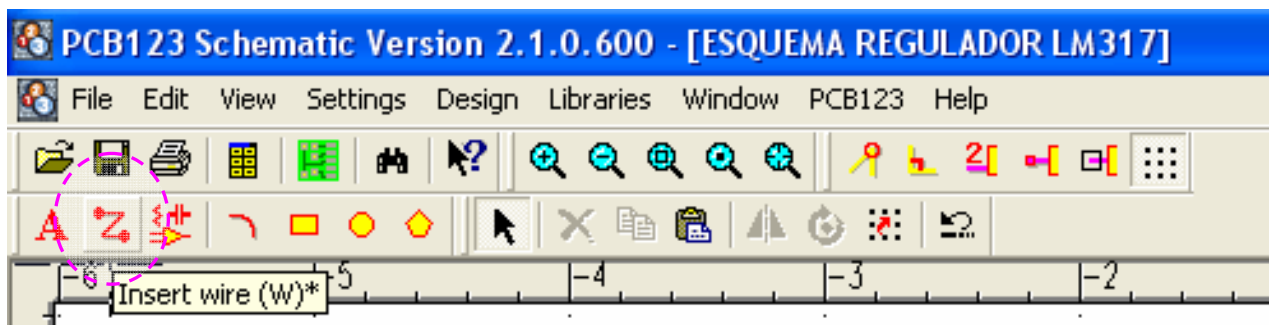 PCB123 Schematic Version 2.1.0.600 - [ESQUEMA REGULADOR LM317]
File Edit View Settings Design Libraries Window PCB123 Help
?
2
A Z
-6 -5 -4 -3 -2
Insert wire (W)*